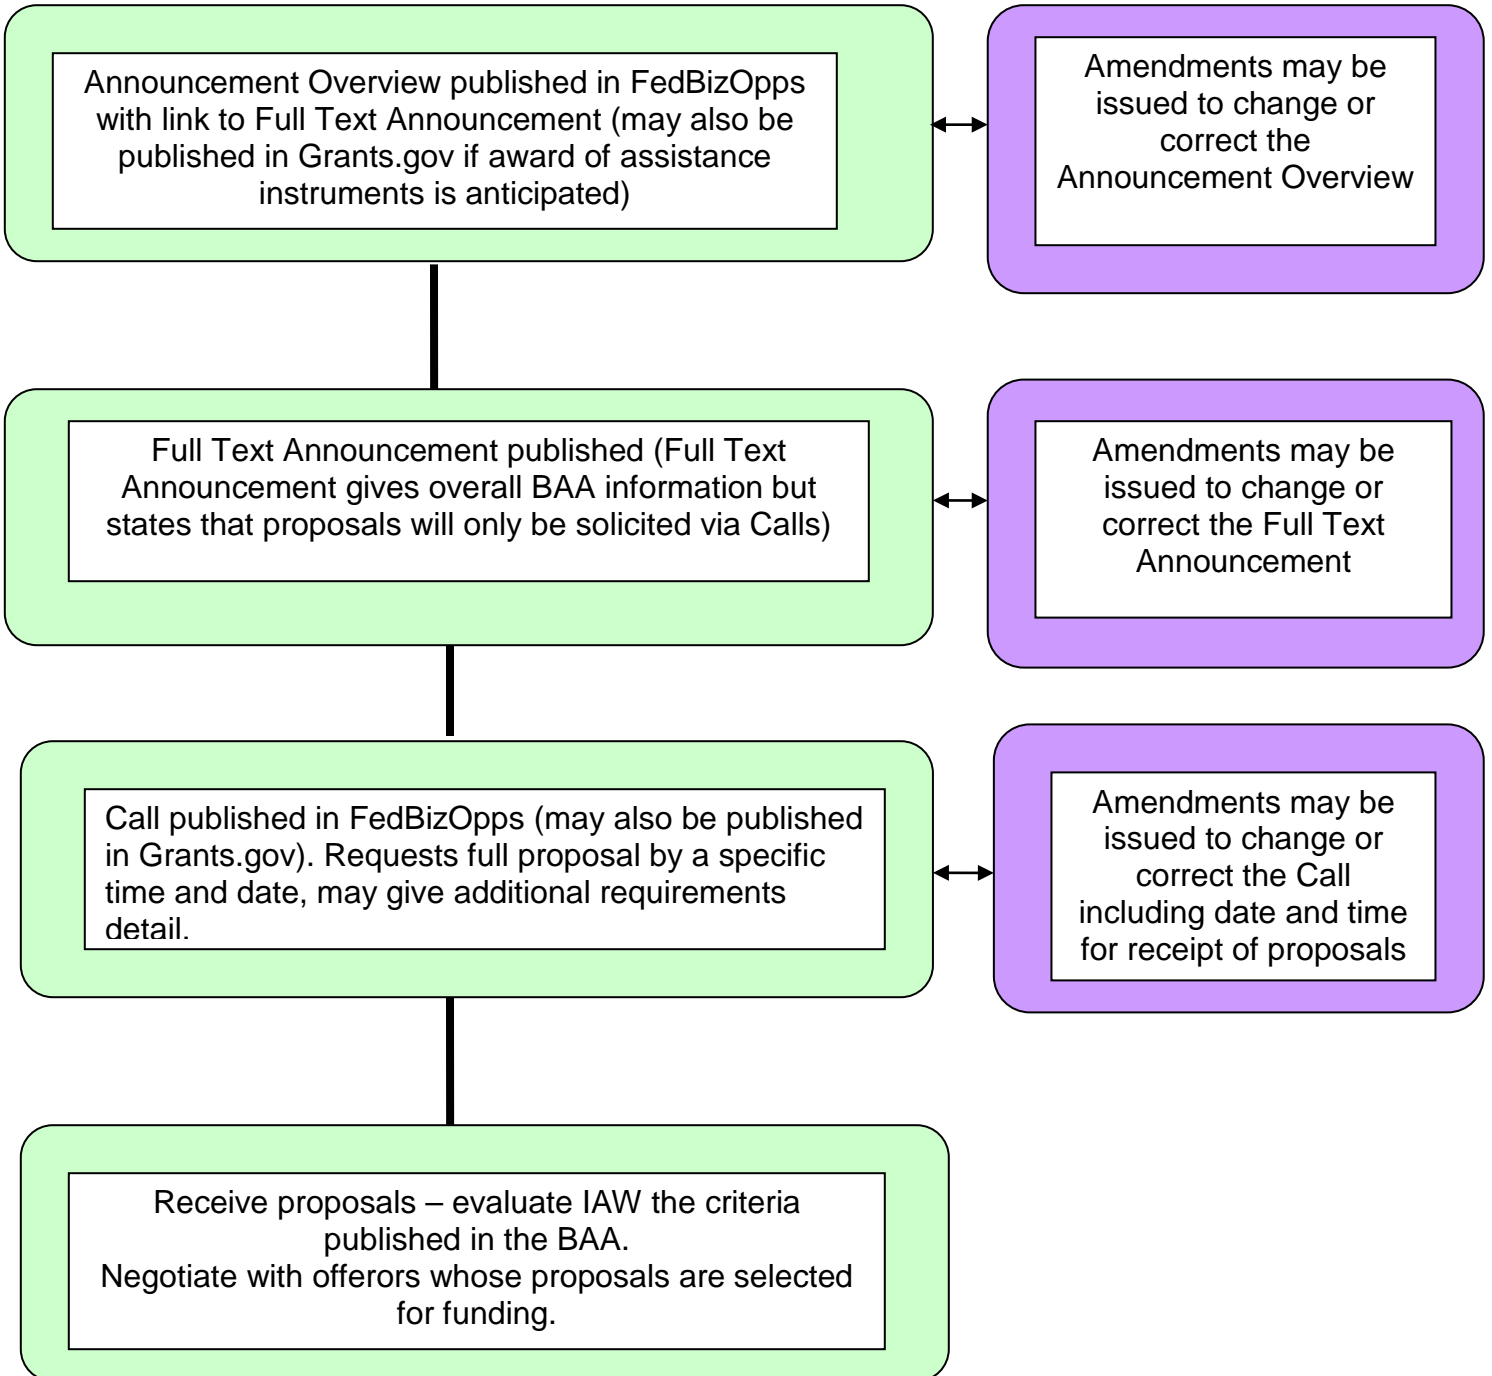 Announcement Overview published in FedBizOpps
with link to Full Text Announcement (may also be
published in Grants.gov if award of assistance
instruments is anticipated)
Amendments may be
issued to change or
correct the
Announcement Overview
Full Text Announcement published (Full Text
Announcement gives overall BAA information but
states that proposals will only be solicited via Calls)
Amendments may be
issued to change or
correct the Full Text
Announcement
Call published in FedBizOpps (may also be published
in Grants.gov). Requests full proposal by a specific
time and date, may give additional requirements
detail.
Amendments may be
issued to change or
correct the Call
including date and time
for receipt of proposals
Receive proposals – evaluate IAW the criteria
published in the BAA.
Negotiate with offerors whose proposals are selected
for funding.